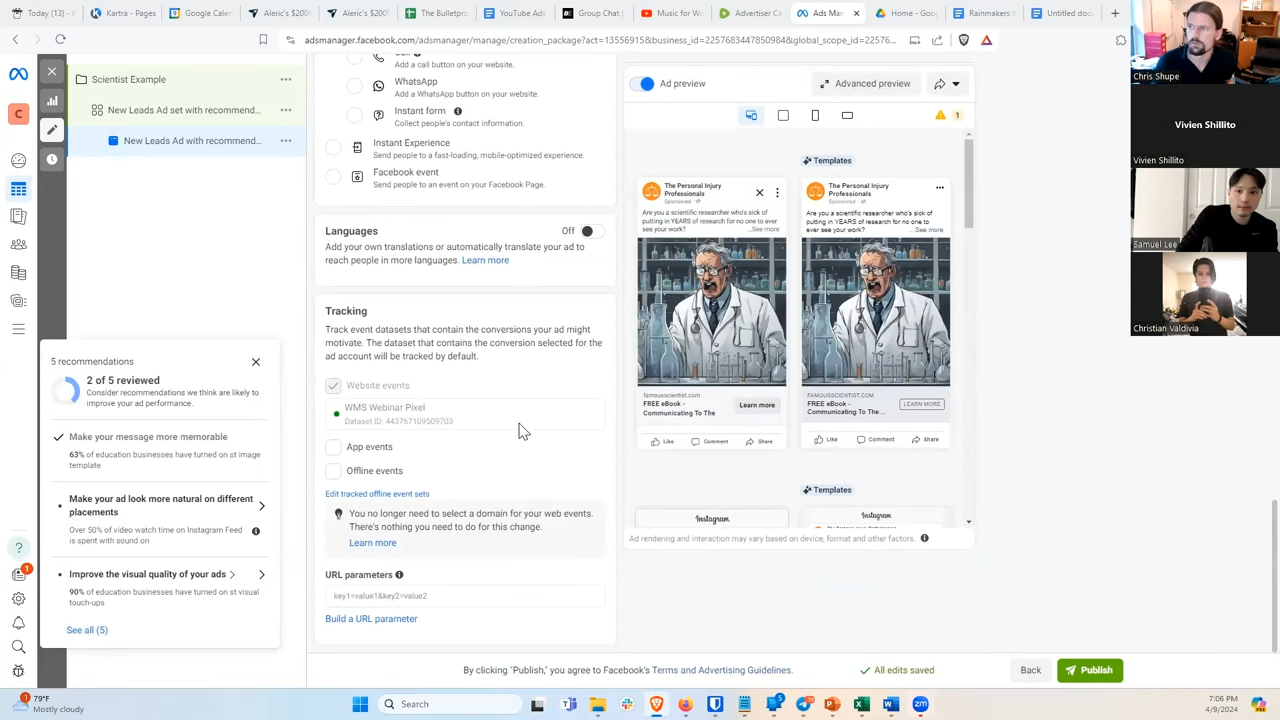 Kartra - Pages
Google Calen
Aleric's $200
Aleric's $200
The Bulletpro
YouTube Ads
Group Chat
Music for Wo
Advertiser Ca
Ads Man
Home - Goog
Rainmakers
Untitled docu
adsmanager.facebook.com/adsmanager/manage/creation_package?act=13556915&business_id=2257683447850984&global_scope_id=22576...
Scientist Example
New Leads Ad set with recommend...
New Leads Ad with recommend...
C
Call
Add a call button on your website.
WhatsApp
Add a WhatsApp button on your website.
Instant form
Collect people's contact information.
Instant Experience
Send people to a fast-loading, mobile-optimized experience.
Facebook event
Send people to an event on your Facebook Page.
Languages
Off
Add your own translations or automatically translate your ad to
reach people in more languages. Learn more
Tracking
Track event datasets that contain the conversions your ad might
motivate. The dataset that contains the conversion selected for the
ad account will be tracked by default.
Website events
WMS Webinar Pixel
Dataset ID: 443767109509703
App events
Offline events
Edit tracked offline event sets
You no longer need to select a domain for your web events.
There's nothing you need to do for this change.
Learn more
URL parameters
key1=value1&key2=value2
Build a URL parameter
5 recommendations
2 of 5 reviewed
Consider recommendations we think are likely to
improve your ad performance.
Make your message more memorable
63% of education businesses have turned on st image
template
Make your ad look more natural on different
placements
Over 50% of video watch time on Instagram Feed
is spent with sound on
Improve the visual quality of your ads
90% of education businesses have turned on st visual
touch-ups
See all (5)
1
Ad preview
Advanced preview
1
Templates
The Personal Injury
Professionals
Sponsored
Are you a scientific researcher who's sick of
putting in YEARS of research for no one to
ever see your work? ...See more
FAMOUSSCIENTIST.COM
FREE eBook -
Communicating To The
Learn more
Like
Comment
Share
Templates
The Personal Injury
Professionals
Sponsored
Are you a scientific researcher who's sick of
putting in YEARS of research for no one to
ever see your work? ...See more
FAMOUSSCIENTIST.COM
FREE eBook -
Communicating To The...
LEARN MORE
Like
Comment
Share
Templates
Instagram
Instagram
Ad rendering and interaction may vary based on device, format and other factors.
By clicking "Publish," you agree to Facebook's Terms and Advertising Guidelines.
All edits saved
Back
Publish
Chris Shupe
Vivien Shillito
Vivien Shillito
Samuel Lee
Christian Valdivia
1
79°F
Mostly cloudy
Search
5
7:06 PM
4/9/2024